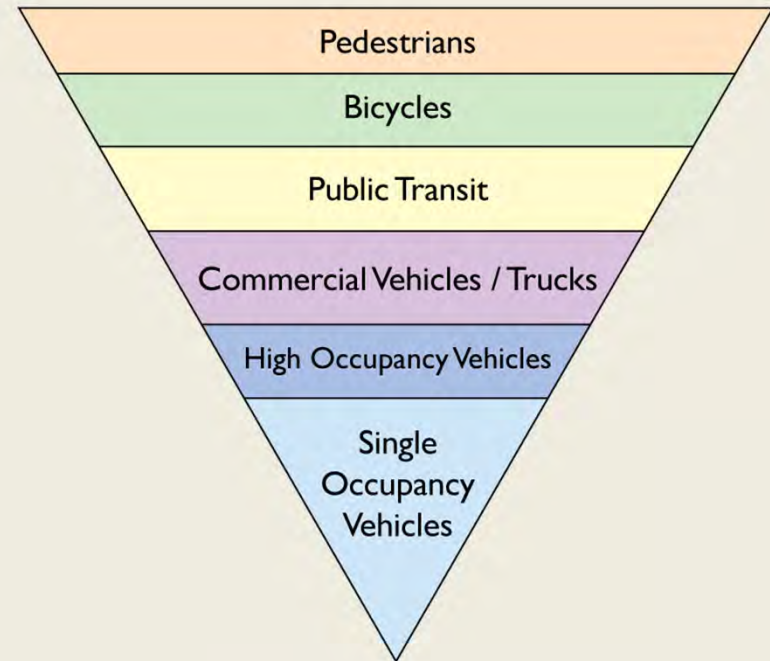 Pedestrians
Bicycles
Public Transit
Commercial Vehicles / Trucks
High Occupancy Vehicles
Single
Occupancy
Vehicles